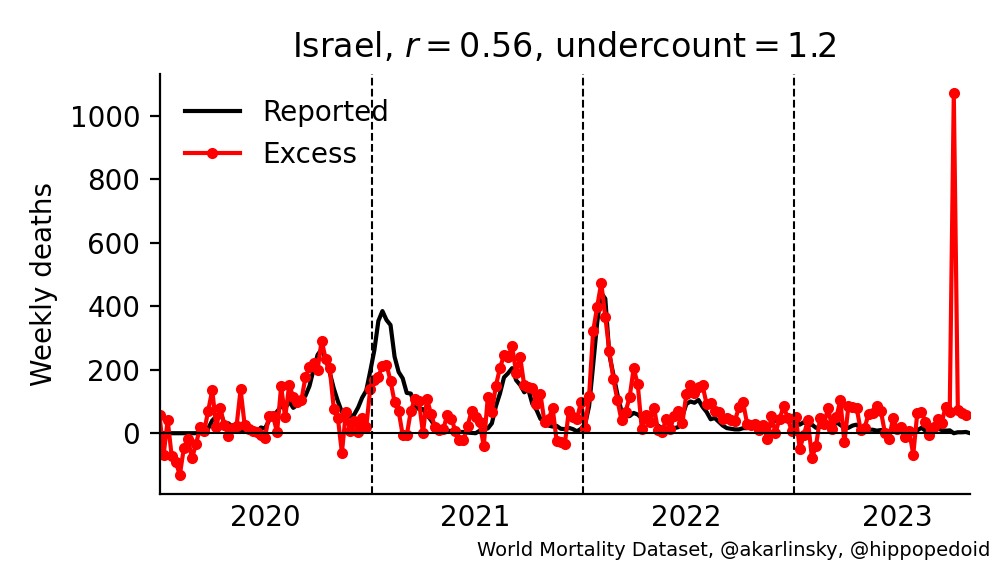 Israel, r = 0.56, undercount = 1.2
Reported
Excess
Weekly deaths
1000
800
600
400
200
0
2020 2021 2022 2023
World Mortality Dataset, @akarlinsky, @hippopedoid